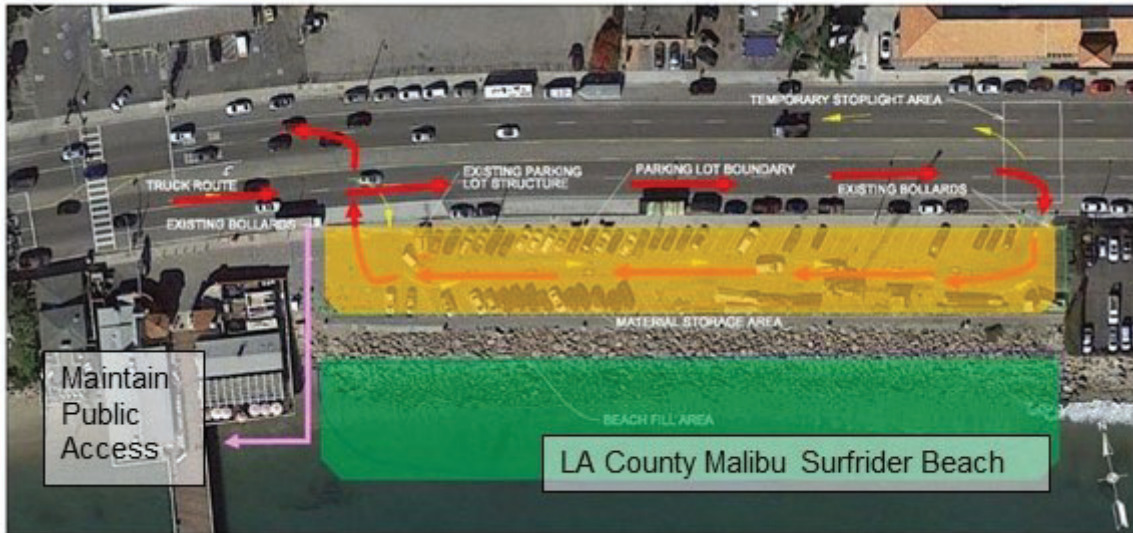 TEMPORARY STOPLIGHT AREA
EXISTING PARKING
LOT STRUCTURE
PARKING LOT BOUNDARY
TRUCK ROUTE
EXISTING BOLLARDS
EXISTING BOLLARDS
MATERIAL STORAGE AREA
Maintain
Public
Access
BEACH FILL AREA
LA County Malibu Surfrider Beach